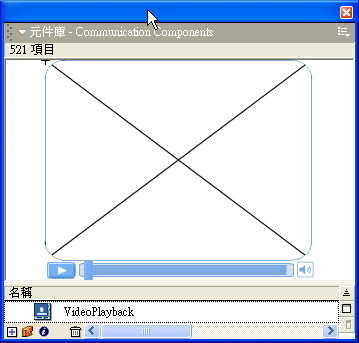 元件庫 - Communication Components
521 項目
名稱
VideoPlayback